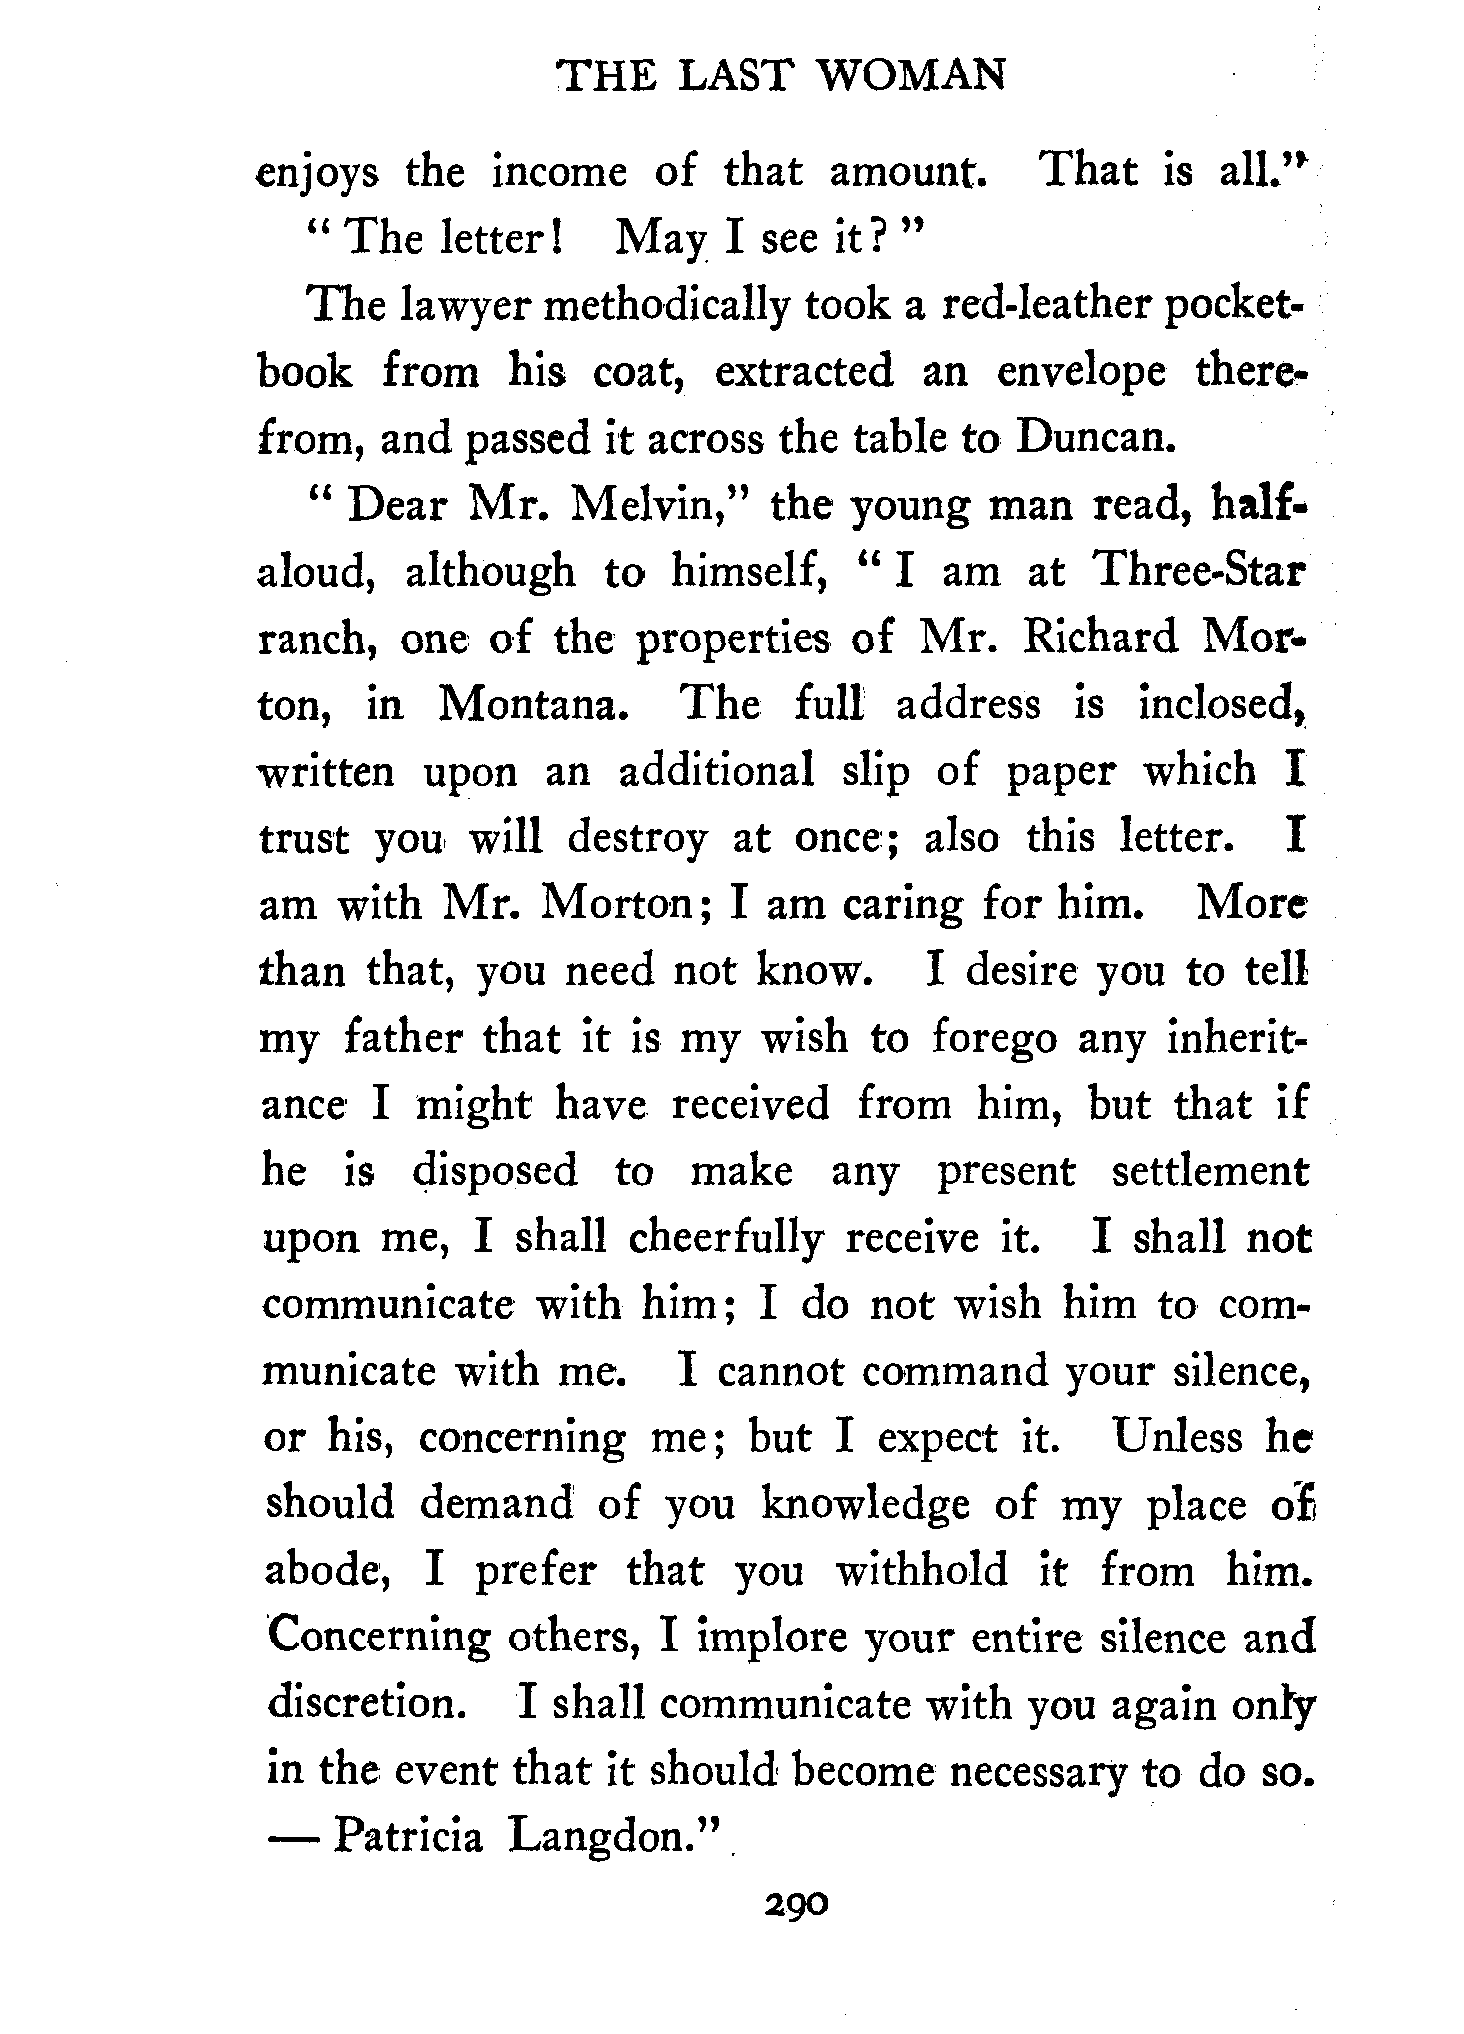 THE LAST WOMAN
enjoys the income of that amount. That is all."
" The letter! May I see it? "
The lawyer methodically took a red-leather pocket-
book from his coat, extracted an envelope there-
from, and passed it across the table to Duncan.
" Dear Mr. Melvin," the young man read, half-
aloud, although to himself, " I am at Three-Star
ranch, one of the properties of Mr. Richard Mor-
ton, in Montana. The full address is inclosed,
written upon an additional slip of paper which I
trust you will destroy at once; also this letter. I
am with Mr. Morton; I am caring for him. More
than that, you need not know. I desire you to tell
my father that it is my wish to forego any inherit-
ance I might have received from him, but that if
he is disposed to make any present settlement
upon me, I shall cheerfully receive it. I shall not
communicate with him; I do not wish him to com-
municate with me. I cannot command your silence,
or his, concerning me; but I expect it. Unless he
should demand of you knowledge of my place of
abode, I prefer that you withhold it from him.
Concerning others, I implore your entire silence and
discretion. I shall communicate with you again only
in the event that it should become necessary to do so.
— Patricia Langdon."
290